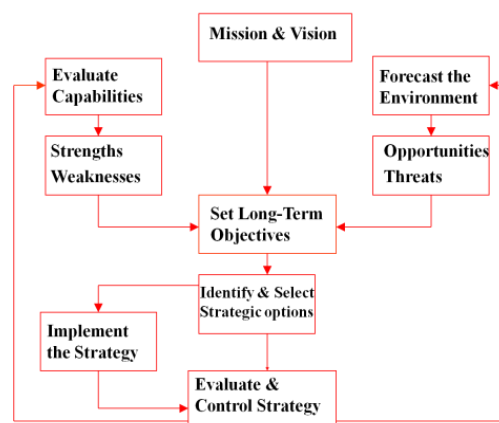 Mission & Vision
Evaluate
Capabilities
Forecast the
Environment
Strengths
Weaknesses
Opportunities
Threats
Set Long-Term
Objectives
Identify & Select
Strategic options
Implement
the Strategy
Evaluate &
Control Strategy